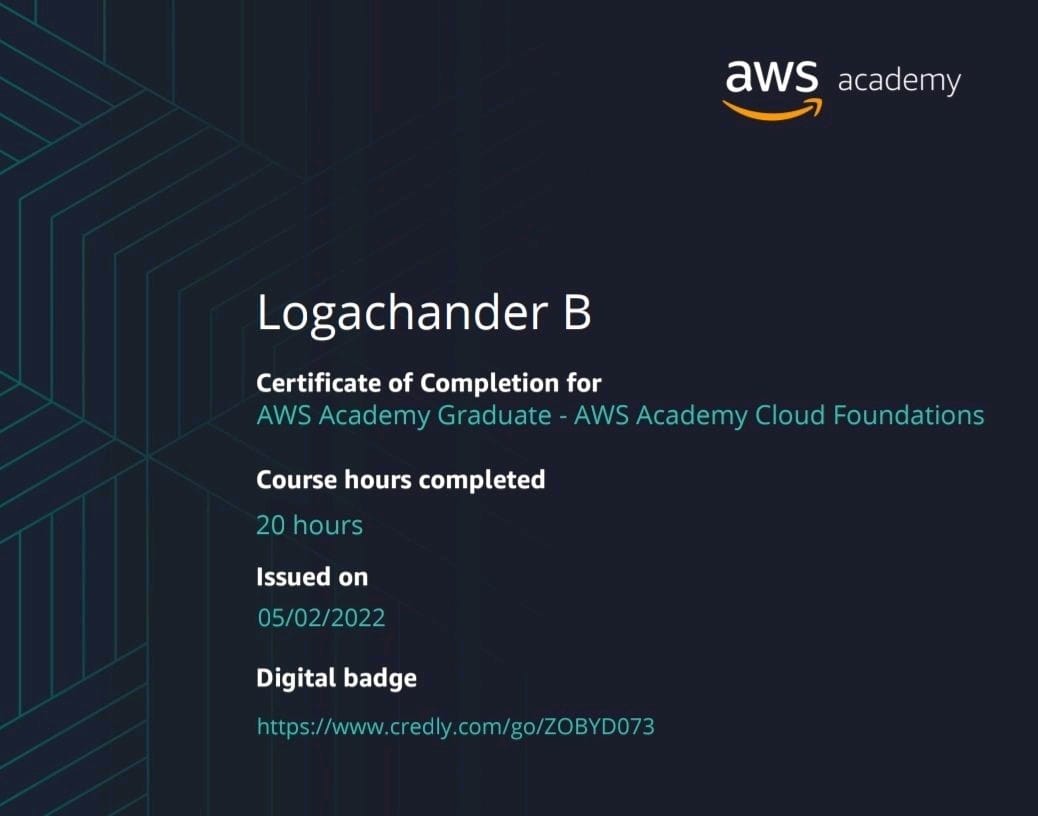 aws academy
Logachander B
Certificate of Completion for
AWS Academy Graduate - AWS Academy Cloud Foundations
Course hours completed
20 hours
Issued on
05/02/2022
Digital badge
https://www.credly.com/go/ZOBYD073